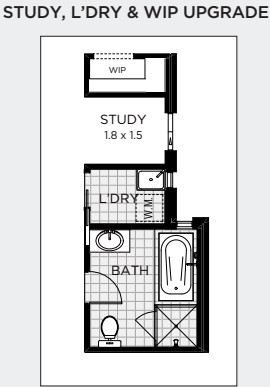 STUDY, L'DRY & WIP UPGRADE
WIP
STUDY
1.8 x 1.5
L'DRY
W.M.
BATH